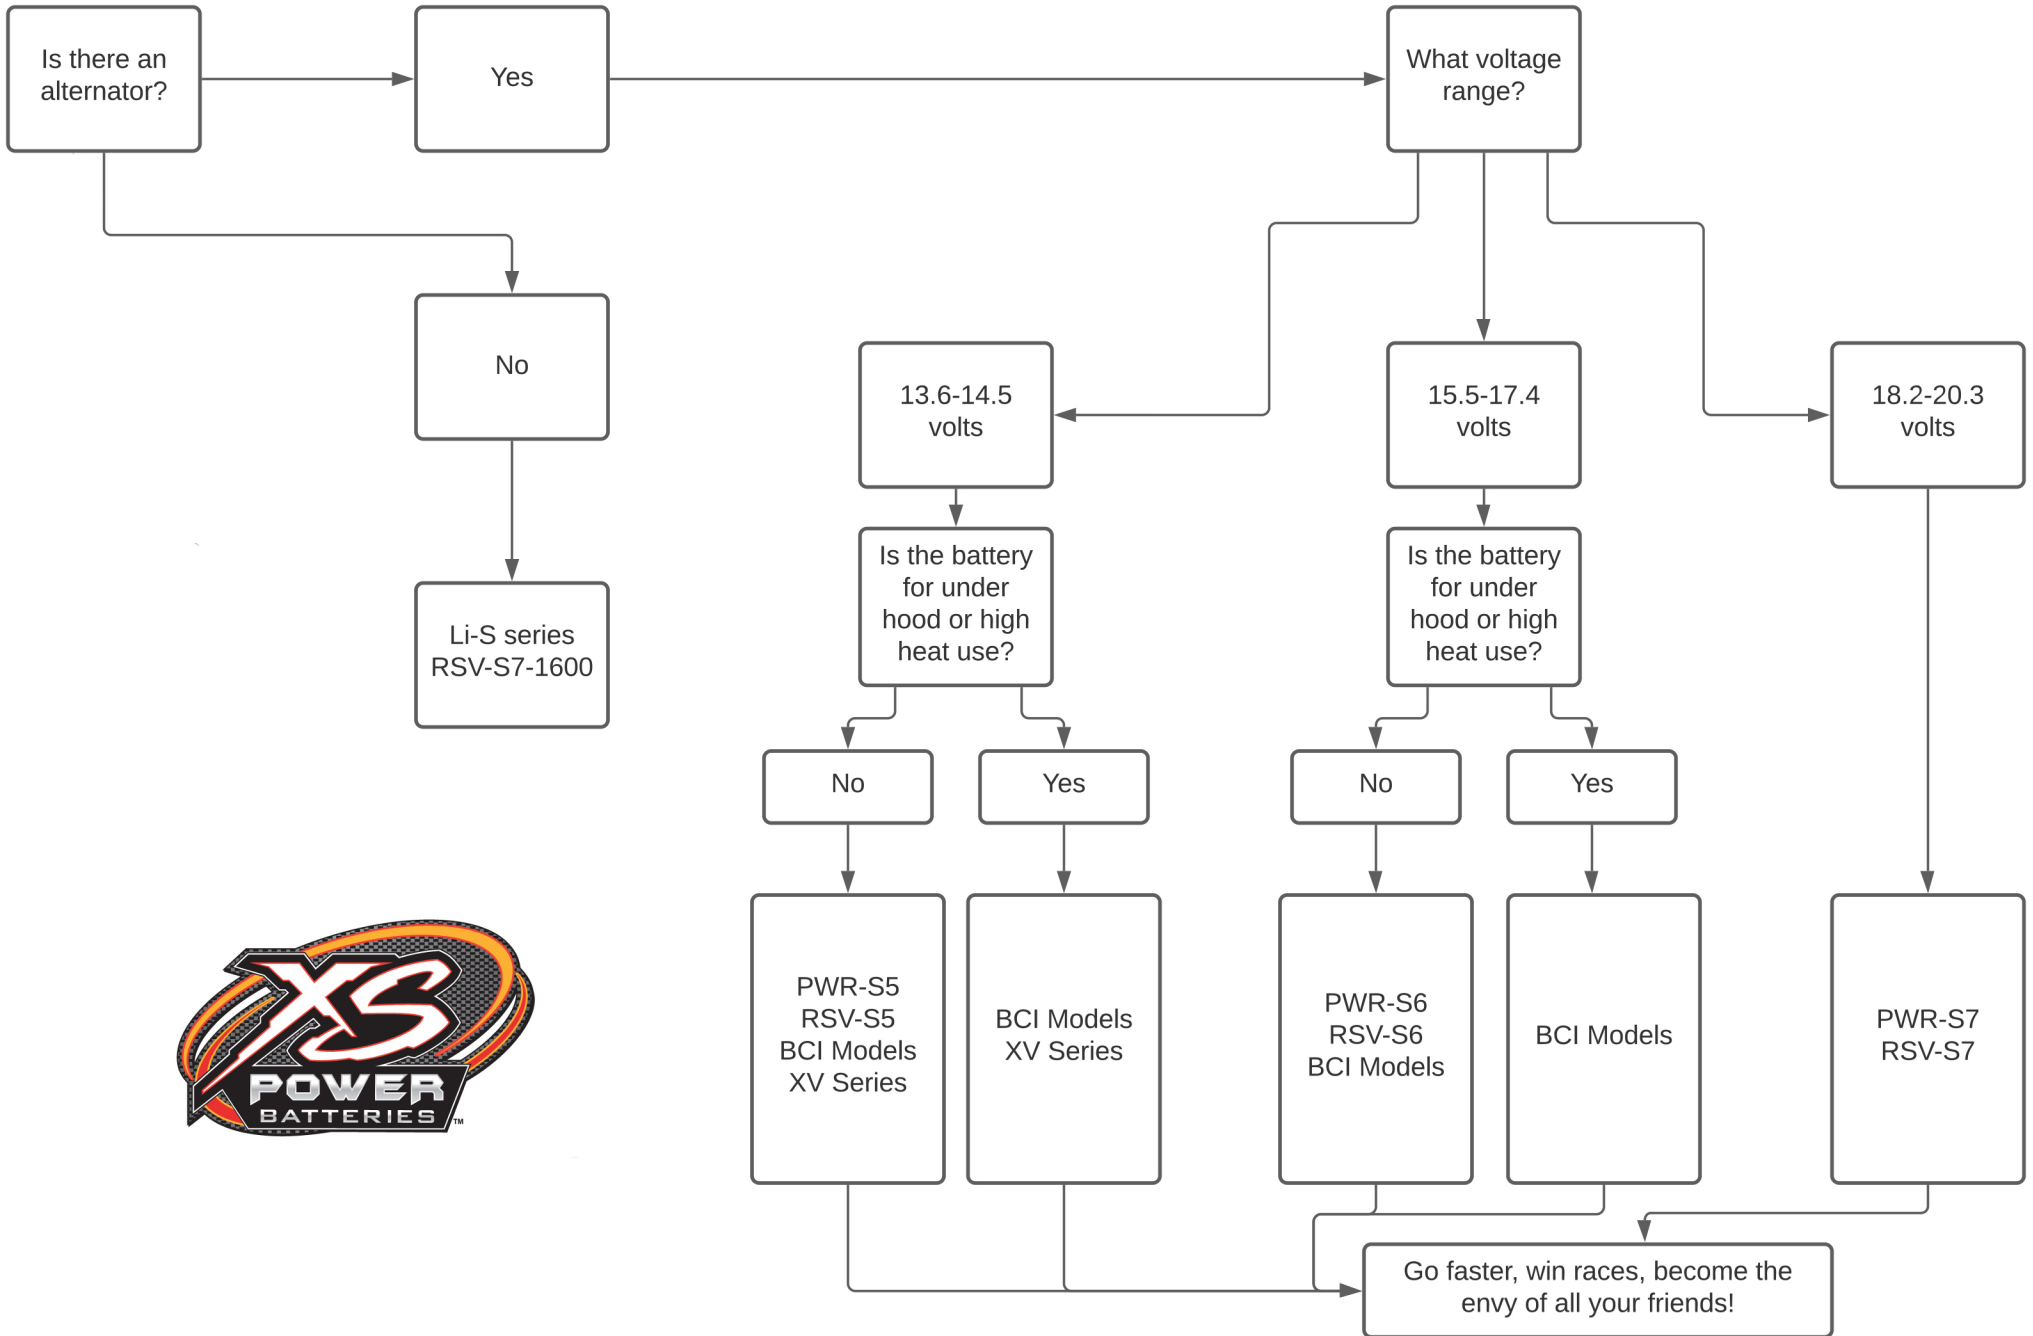 Is there an
alternator?
Yes
What voltage
range?
No
13.6-14.5
volts
15.5-17.4
volts
18.2-20.3
volts
Is the battery
for under
hood or high
heat use?
Is the battery
for under
hood or high
heat use?
Li-S series
RSV-S7-1600
No
Yes
No
Yes
PWR-S5
RSV-S5
BCI Models
XV Series
BCI Models
XV Series
PWR-S6
RSV-S6
BCI Models
BCI Models
PWR-S7
RSV-S7
XS
POWER
BATTERIES
TM
Go faster, win races, become the
envy of all your friends!